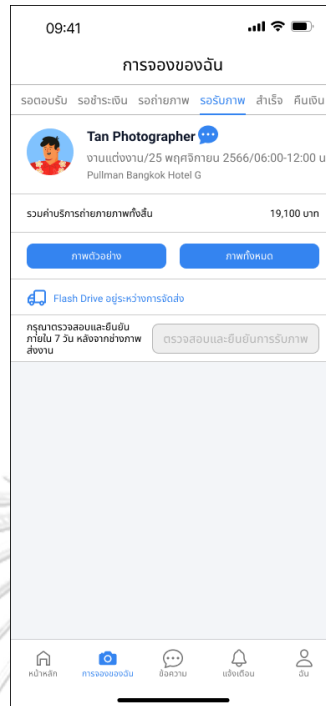 09:41
การจองของฉัน
รอตอบรับ รอชำระเงิน รอถ่ายภาพ รอรับภาพ สำเร็จ คืนเงิน
Tan Photographer
งานแต่งงาน/25 พฤศจิกายน 2566/06:00-12:00 น
Pullman Bangkok Hotel G
รวมค่าบริการถ่ายภายภาพทั้งสิ้น 19,100 บาท
ภาพตัวอย่าง ภาพทั้งหมด
Flash Drive อยู่ระหว่างการจัดส่ง
กรุณาตรวจสอบและยืนยัน
ภายใน 7 วัน หลังจากช่างภาพ
ส่งงาน
ตรวจสอบและยืนยันการรับภาพ
หน้าหลัก การจองของฉัน ข้อความ แจ้งเตือน ฉัน